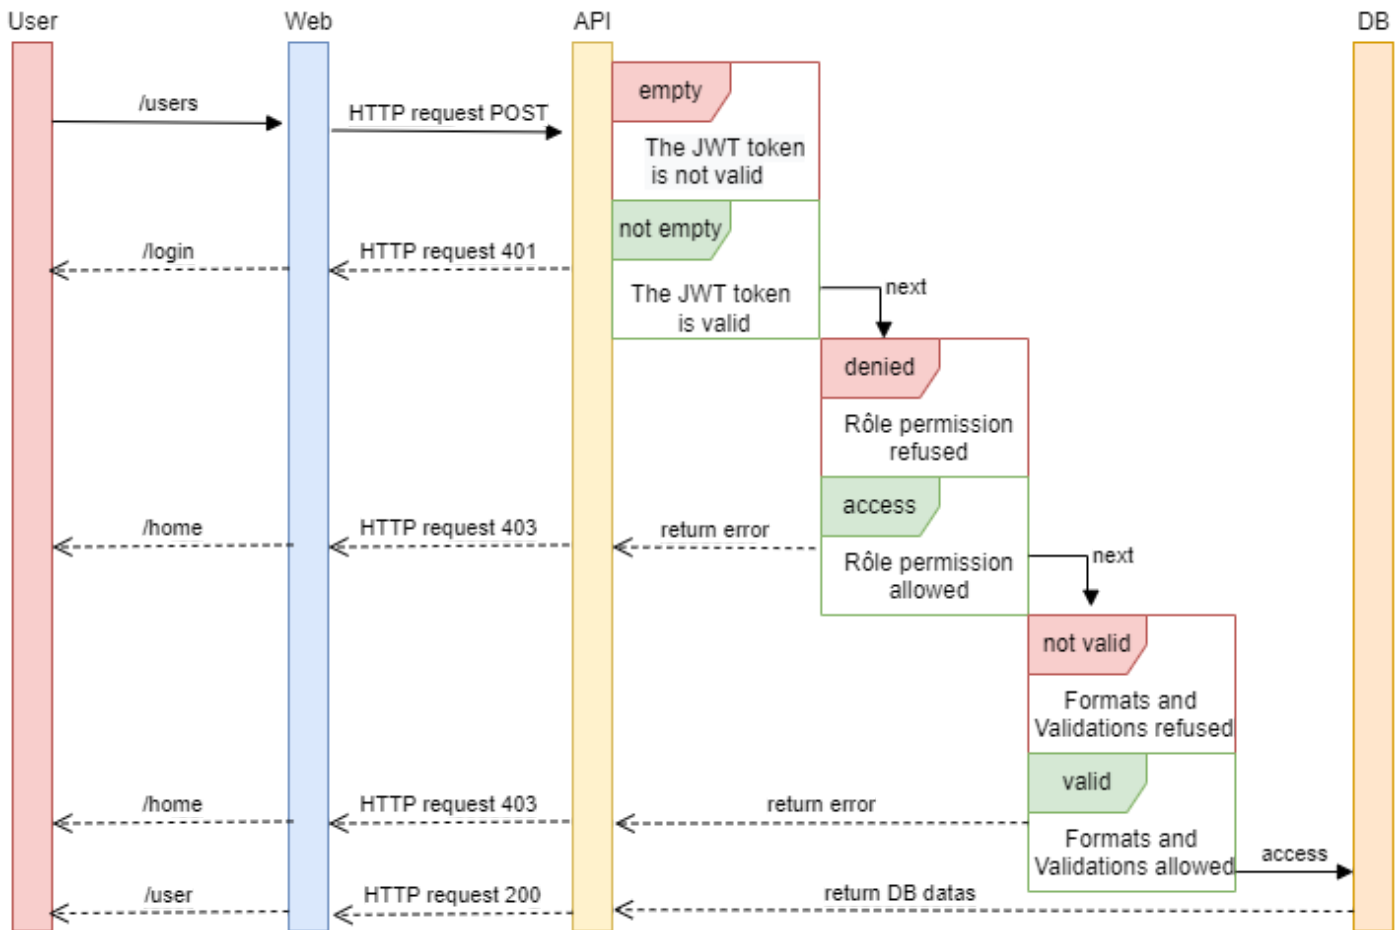 User
Web
API
DB
empty
/users
HTTP request POST
The JWT token
is not valid
not empty
/login
HTTP request 401
The JWT token
is valid
next
denied
Rôle permission
refused
access
/home
HTTP request 403
return error
Rôle permission
allowed
next
not valid
Formats and
Validations refused
valid
/home
HTTP request 403
return error
Formats and
Validations allowed
access
/user
HTTP request 200
return DB datas